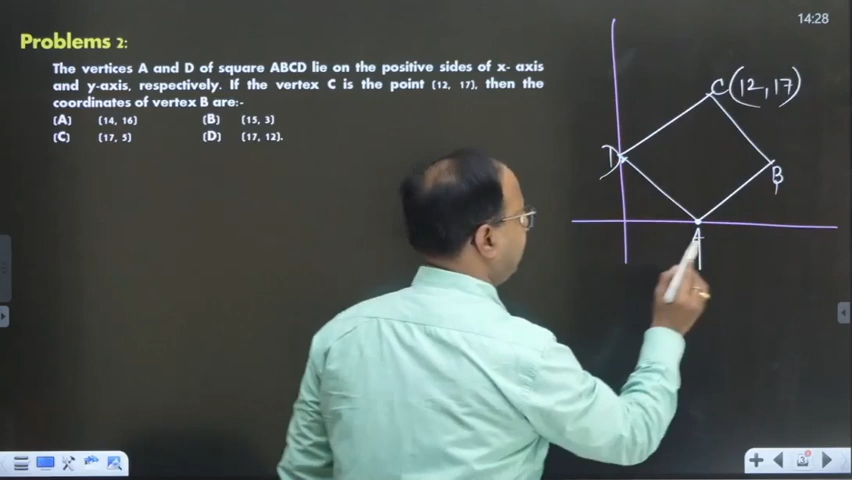 14:28
Problems 2:
The vertices A and D of square ABCD lie on the positive sides of x- axis
and y-axis, respectively. If the vertex C is the point (12, 17), then the
coordinates of vertex B are:-
(A) (14, 16) (B) (15, 3)
(C) (17, 5) (D) (17, 12).
C (12, 17)
D
B
A